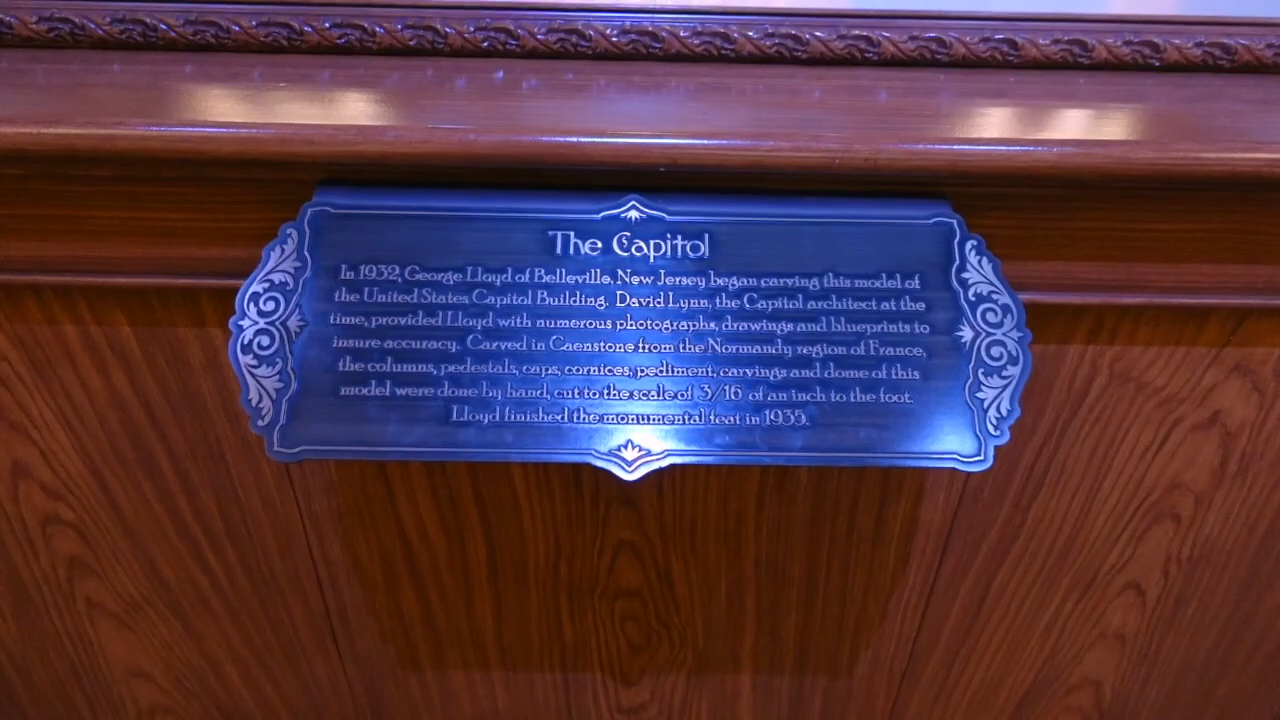 The Capitol
In 1932, George Lloyd of Belleville, New Jersey began carving this model of
the United States Capitol Building. David Lynn, the Capitol architect at the
time, provided Lloyd with numerous photographs, drawings and blueprints to
insure accuracy. Carved in Caenstone from the Normandy region of France,
the columns, pedestals, caps, cornices, pediment, carvings and dome of this
model were done by hand, cut to the scale of 3/16 of an inch to the foot.
Lloyd finished the monumental feat in 1935.